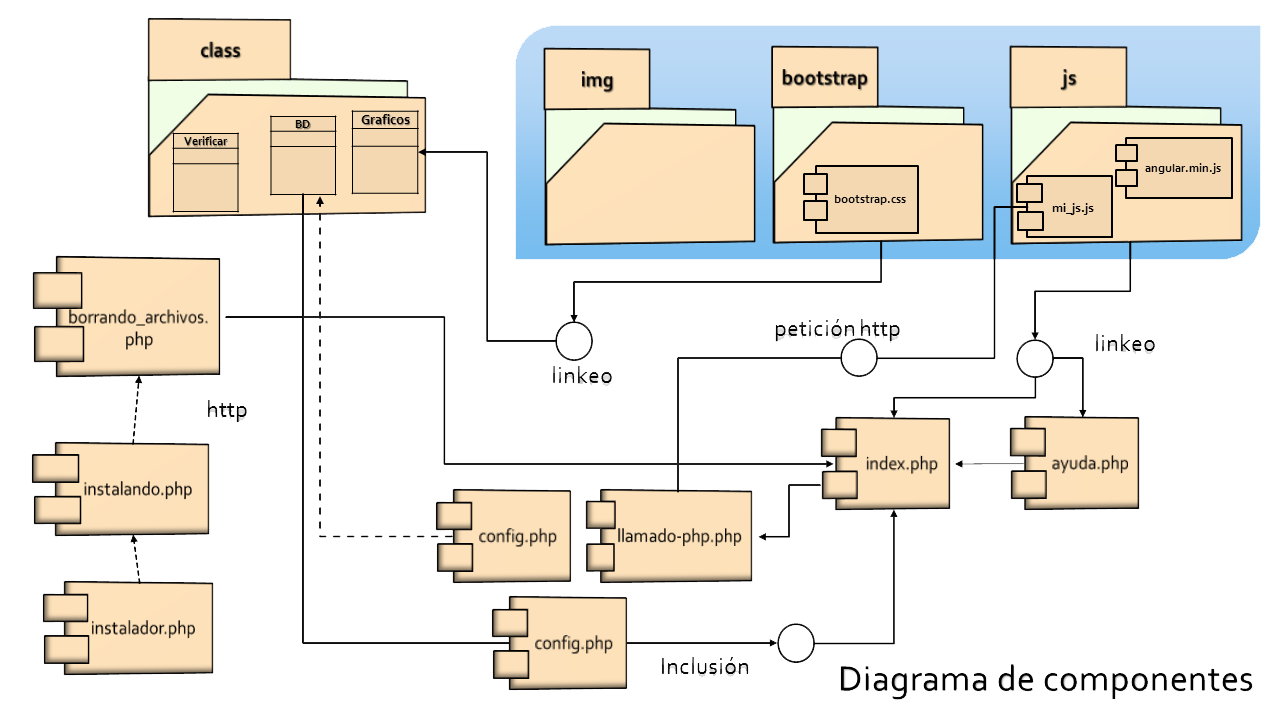 class
img
bootstrap
js
Verificar
BD
Graficos
bootstrap.css
mi_js.js
angular.min.js
borrando_archivos.
php
linkeo
petición http
linkeo
http
instalando.php
config.php
llamado-php.php
index.php
ayuda.php
instalador.php
config.php
Inclusión
Diagrama de componentes